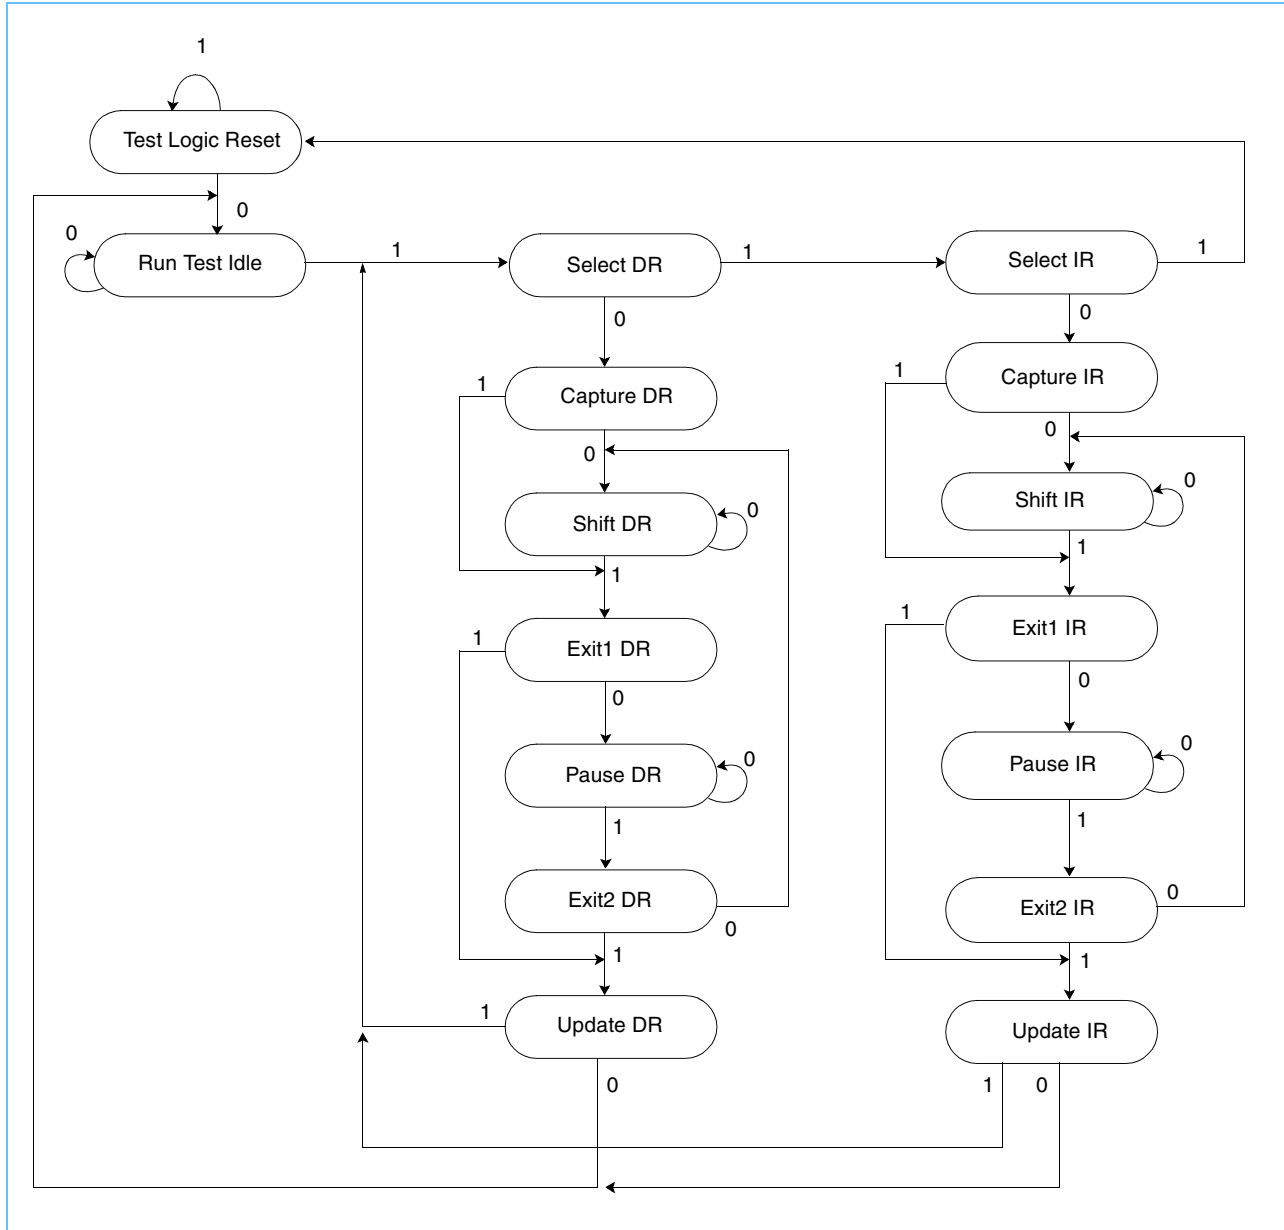 1
Test Logic Reset
0
0
Run Test Idle
1
Select DR
1
Select IR
1
0
0
1
Capture DR
1
Capture IR
0
0
Shift DR
0
Shift IR
0
1
1
1
Exit1 DR
1
Exit1 IR
0
0
Pause DR
0
Pause IR
0
1
1
Exit2 DR
0
Exit2 IR
0
1
1
1
Update DR
Update IR
0
1
0